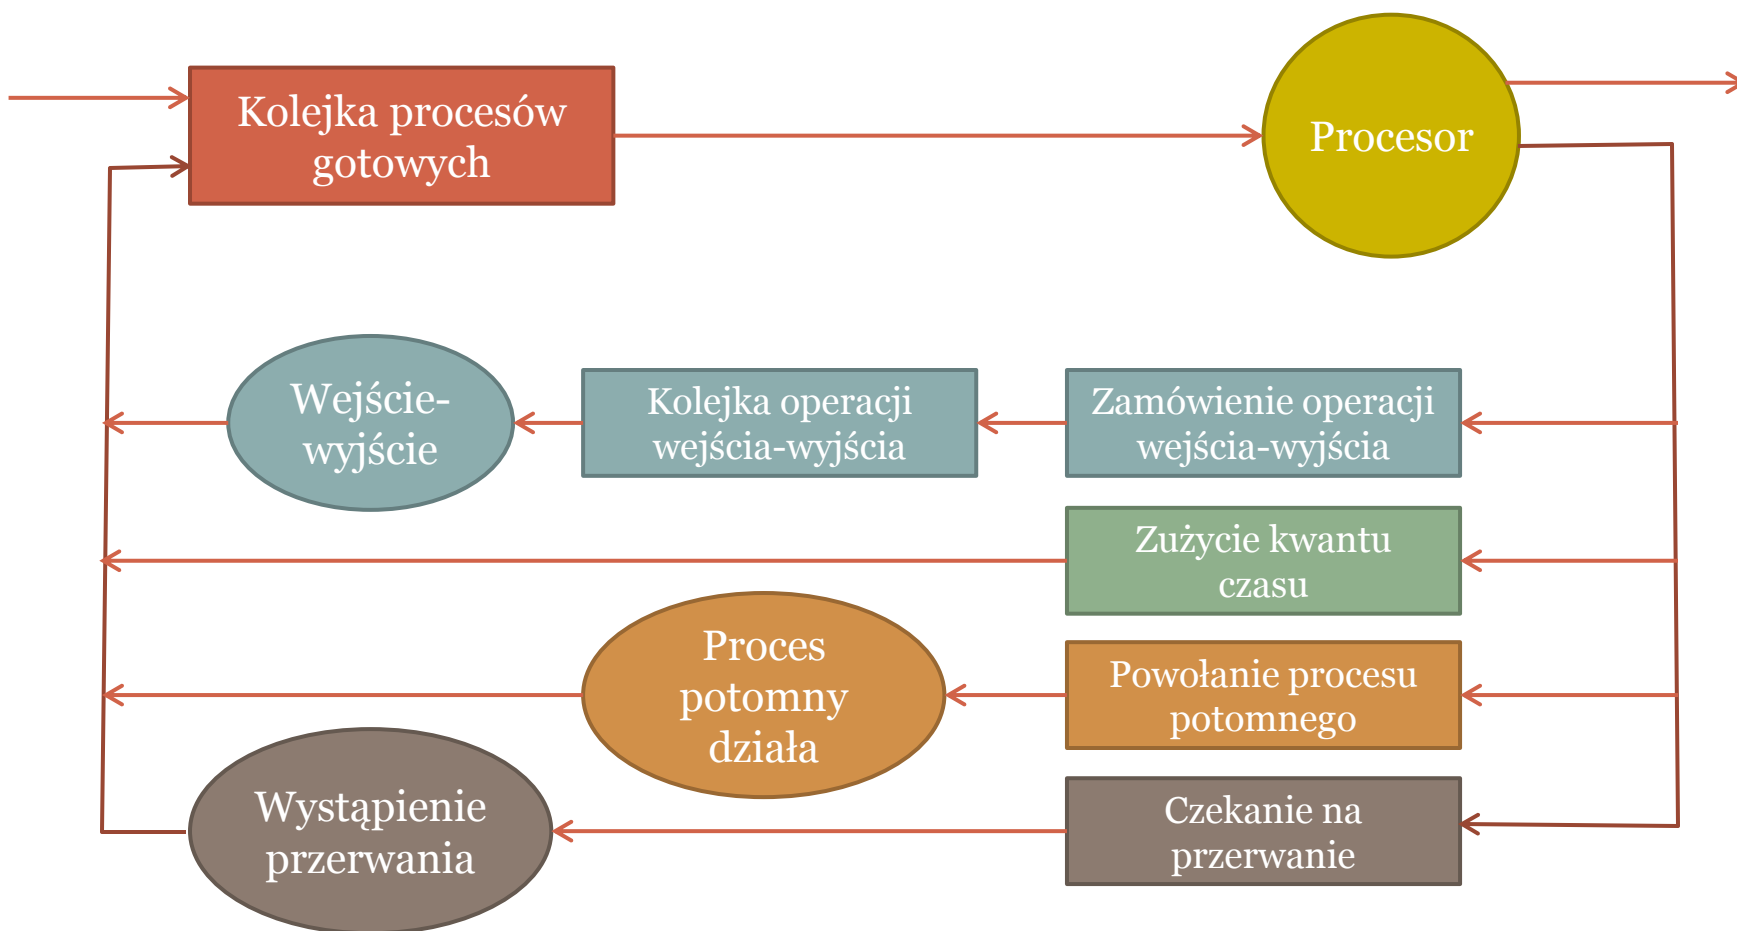 Kolejka procesów
gotowych
Procesor
Wejście-
wyjście
Kolejka operacji
wejścia-wyjścia
Zamówienie operacji
wejścia-wyjścia
Zużycie kwantu
czasu
Proces
potomny
działa
Powołanie procesu
potomnego
Wystąpienie
przerwania
Czekanie na
przerwanie